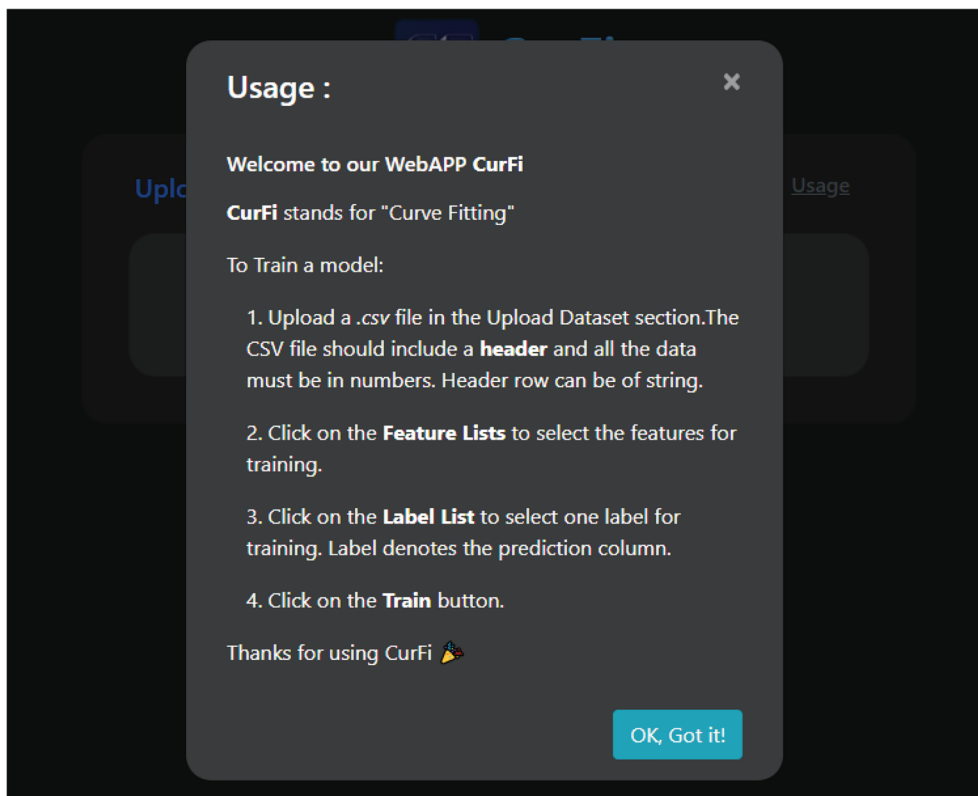 Usage :
×
Welcome to our WebAPP CurFi
CurFi stands for "Curve Fitting"
To Train a model:
1. Upload a .csv file in the Upload Dataset section.The
CSV file should include a header and all the data
must be in numbers. Header row can be of string.
2. Click on the Feature Lists to select the features for
training.
3. Click on the Label List to select one label for
training. Label denotes the prediction column.
4. Click on the Train button.
Thanks for using CurFi 🎉
OK, Got it!
Usage